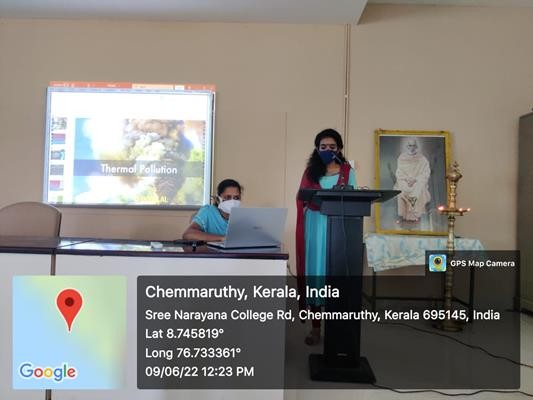 Thermal Pollution
GPS Map Camera
Chemmaruthy, Kerala, India
Sree Narayana College Rd, Chemmaruthy, Kerala 695145, India
Lat 8.745819°
Long 76.733361°
09/06/22 12:23 PM
Google